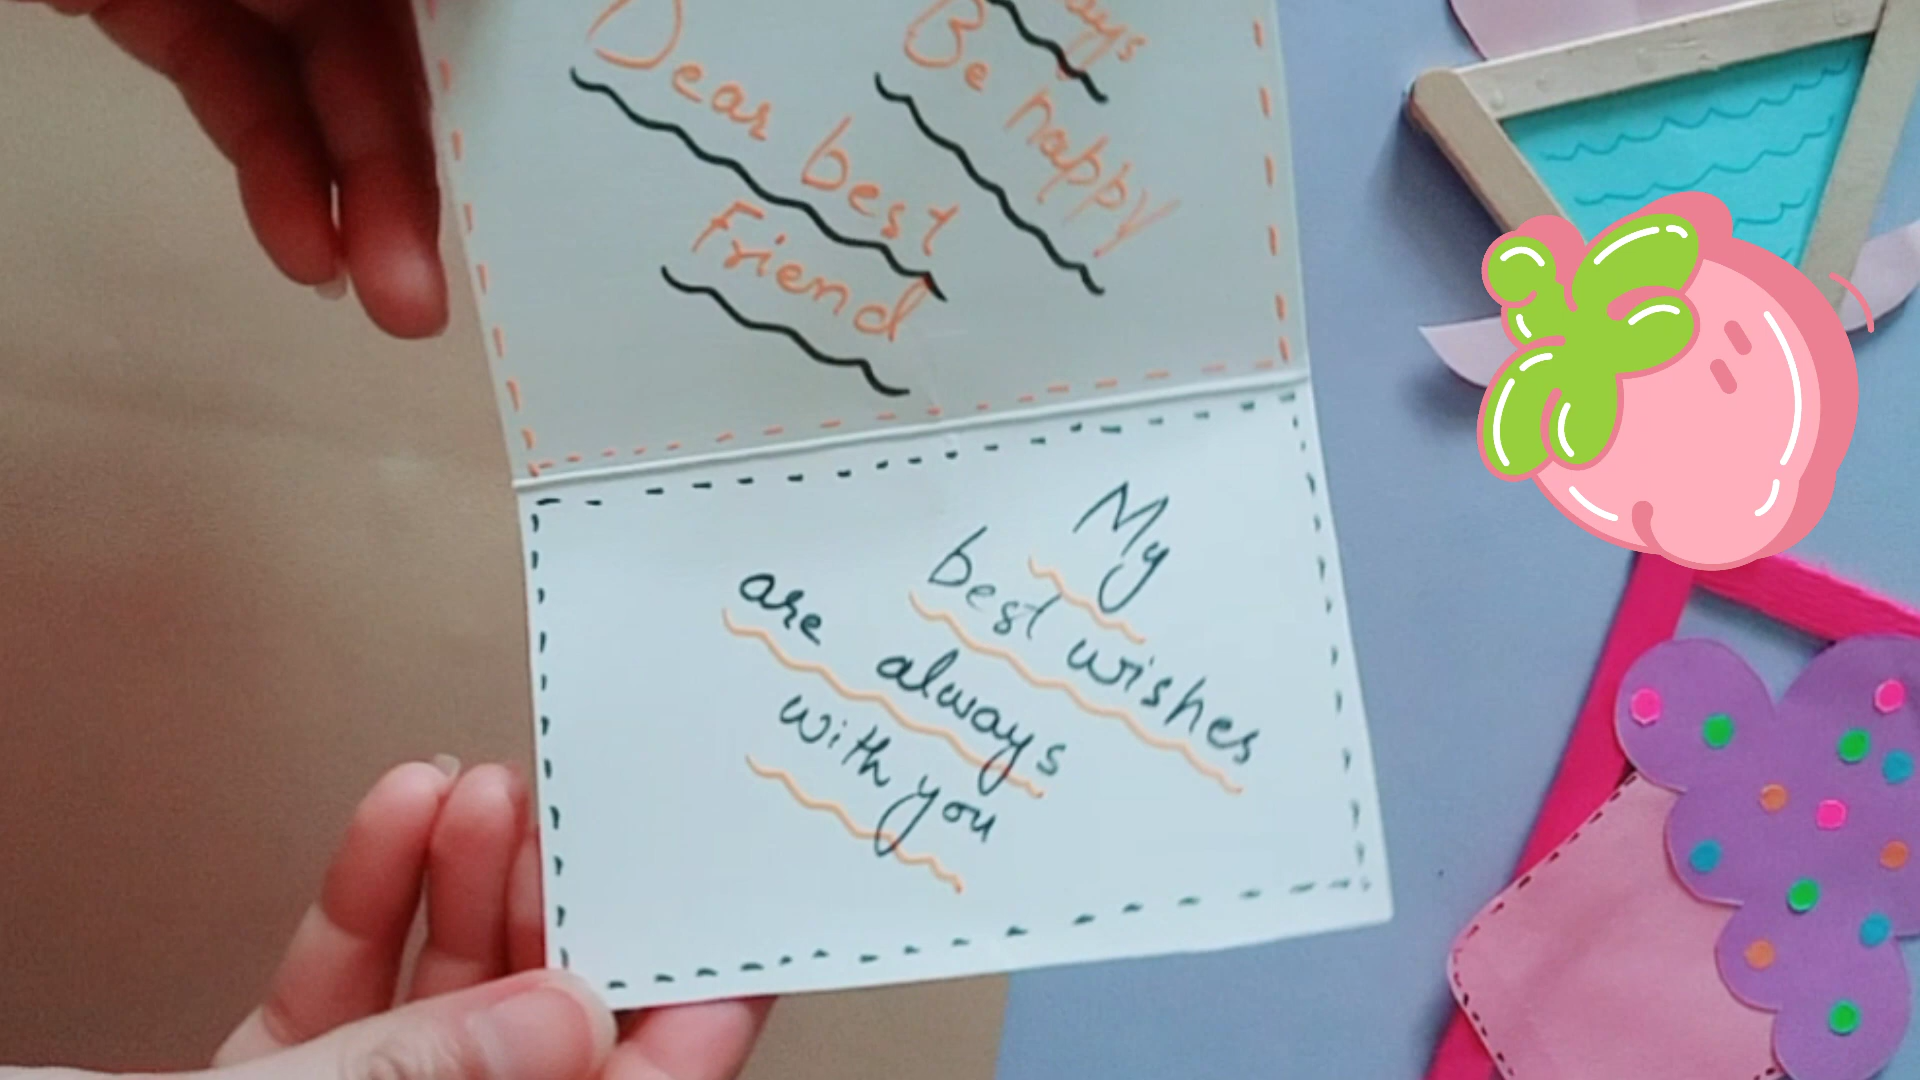 Dear best
Friend
Be happy
My
best wishes
are always
with you